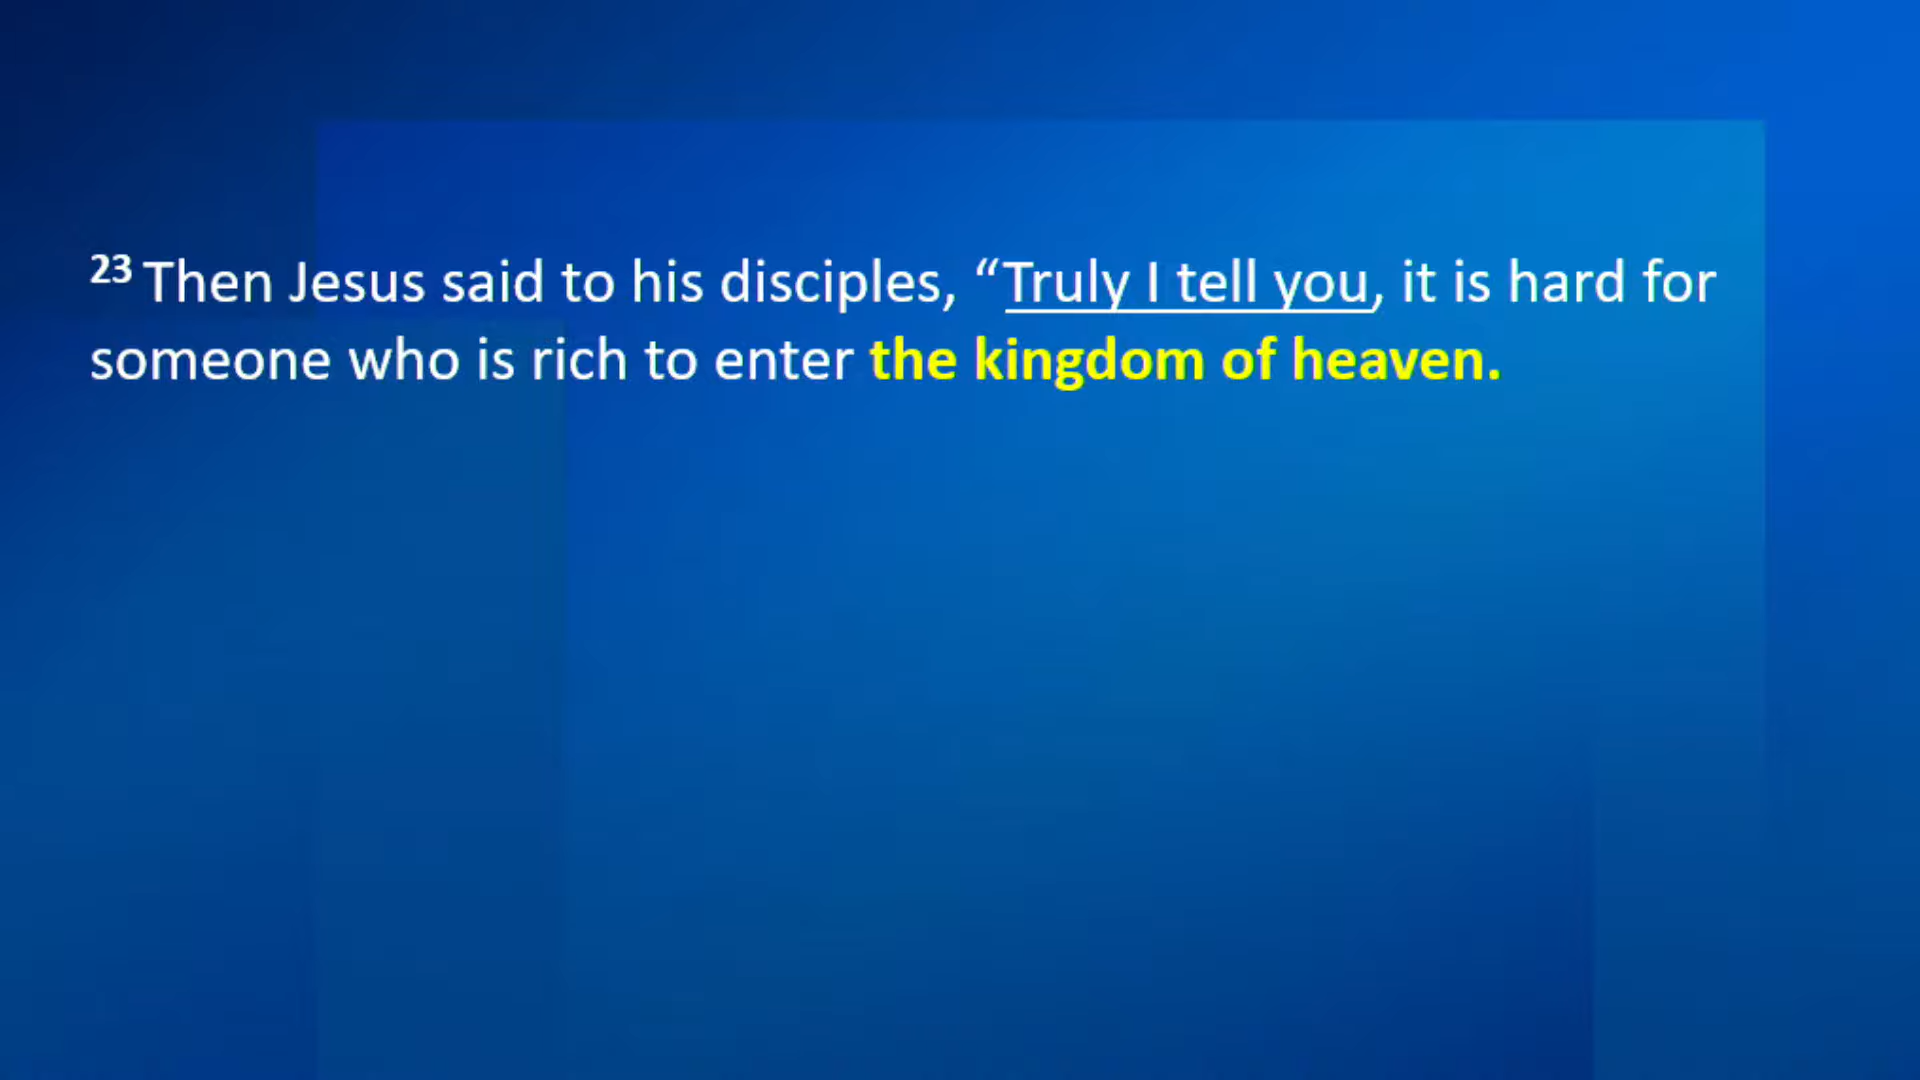 23 Then Jesus said to his disciples, “Truly I tell you, it is hard for
someone who is rich to enter the kingdom of heaven.